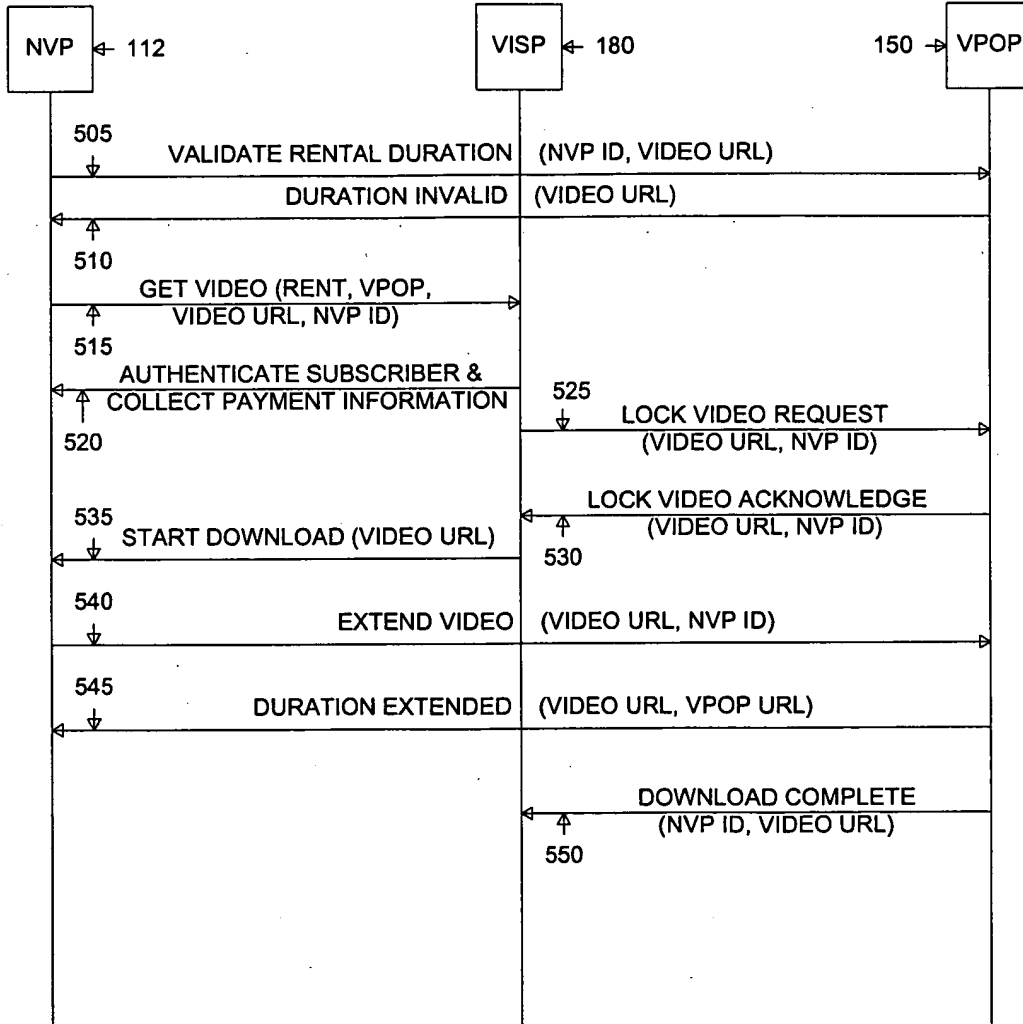 NVP
112
VISP
180
150
VPOP
505
VALIDATE RENTAL DURATION (NVP ID, VIDEO URL)
DURATION INVALID (VIDEO URL)
510
GET VIDEO (RENT, VPOP,
VIDEO URL, NVP ID)
515
AUTHENTICATE SUBSCRIBER &
COLLECT PAYMENT INFORMATION
520
525
LOCK VIDEO REQUEST
(VIDEO URL, NVP ID)
LOCK VIDEO ACKNOWLEDGE
(VIDEO URL, NVP ID)
530
535
START DOWNLOAD (VIDEO URL)
540
EXTEND VIDEO (VIDEO URL, NVP ID)
545
DURATION EXTENDED (VIDEO URL, VPOP URL)
DOWNLOAD COMPLETE
(NVP ID, VIDEO URL)
550